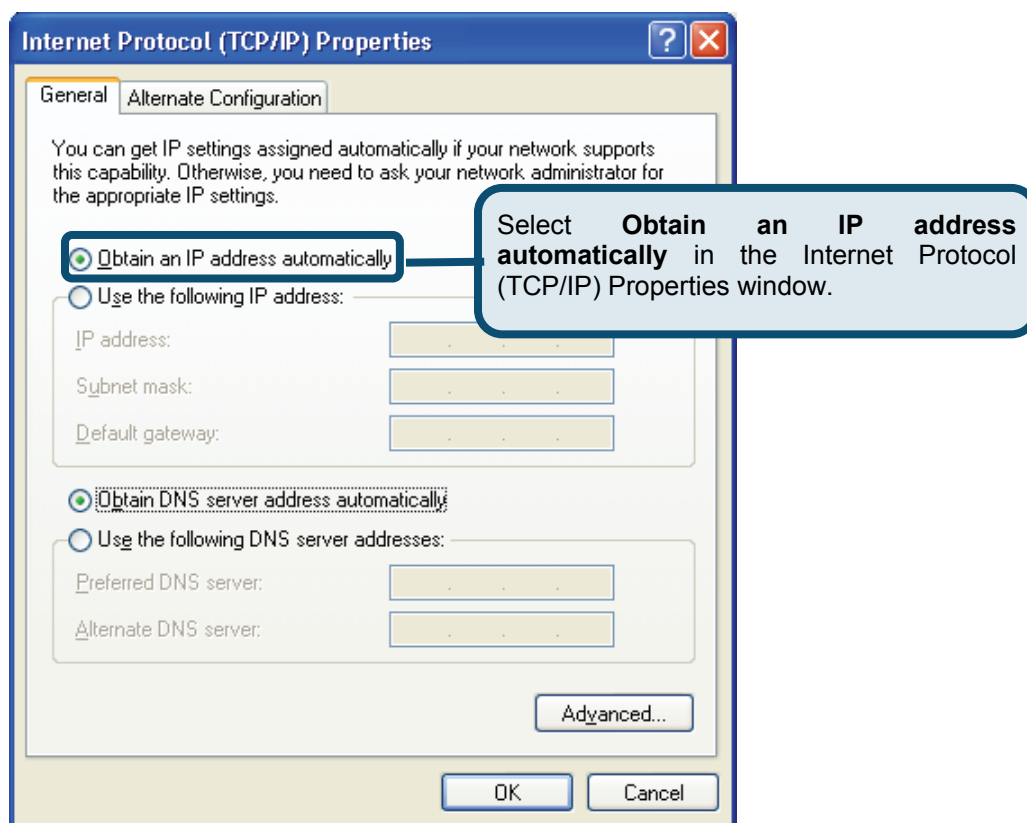 Internet Protocol (TCP/IP) Properties
General
Alternate Configuration
You can get IP settings assigned automatically if your network supports
this capability. Otherwise, you need to ask your network administrator for
the appropriate IP settings.
Obtain an IP address automatically
Select Obtain an IP address
automatically in the Internet Protocol
(TCP/IP) Properties window.
Use the following IP address:
IP address:
Subnet mask:
Default gateway:
Obtain DNS server address automatically
Use the following DNS server addresses:
Preferred DNS server:
Alternate DNS server:
Advanced...
OK
Cancel